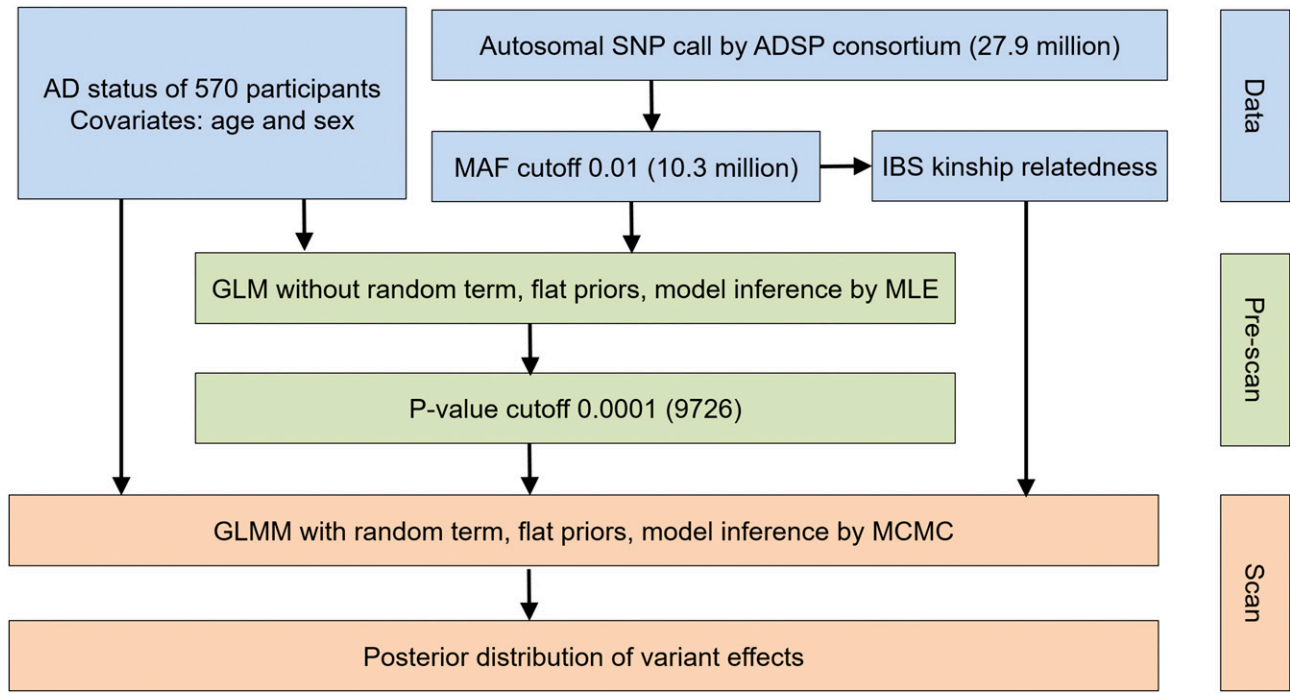 AD status of 570 participants
Covariates: age and sex
Autosomal SNP call by ADSP consortium (27.9 million)
MAF cutoff 0.01 (10.3 million)
IBS kinship relatedness
Data
GLM without random term, flat priors, model inference by MLE
P-value cutoff 0.0001 (9726)
Pre-scan
GLMM with random term, flat priors, model inference by MCMC
Posterior distribution of variant effects
Scan